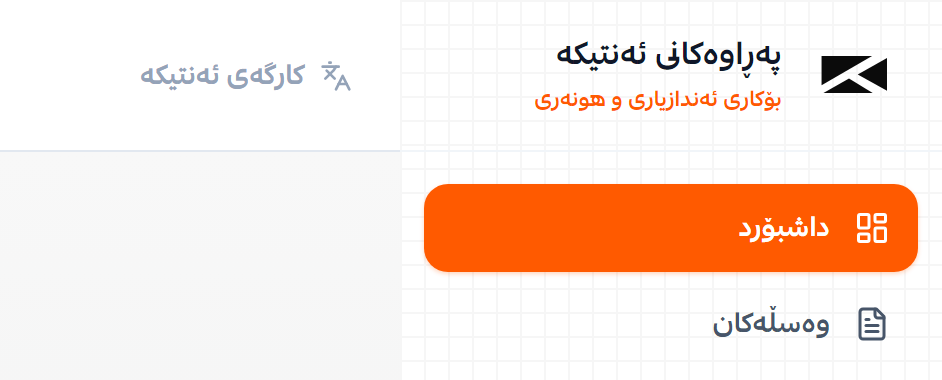 پەڕاوەکانی ئەنتیکە
بۆکاری ئەندازیاری و هونەری
کارگەی ئەنتیکە
داشبۆرد
وەسڵەکان